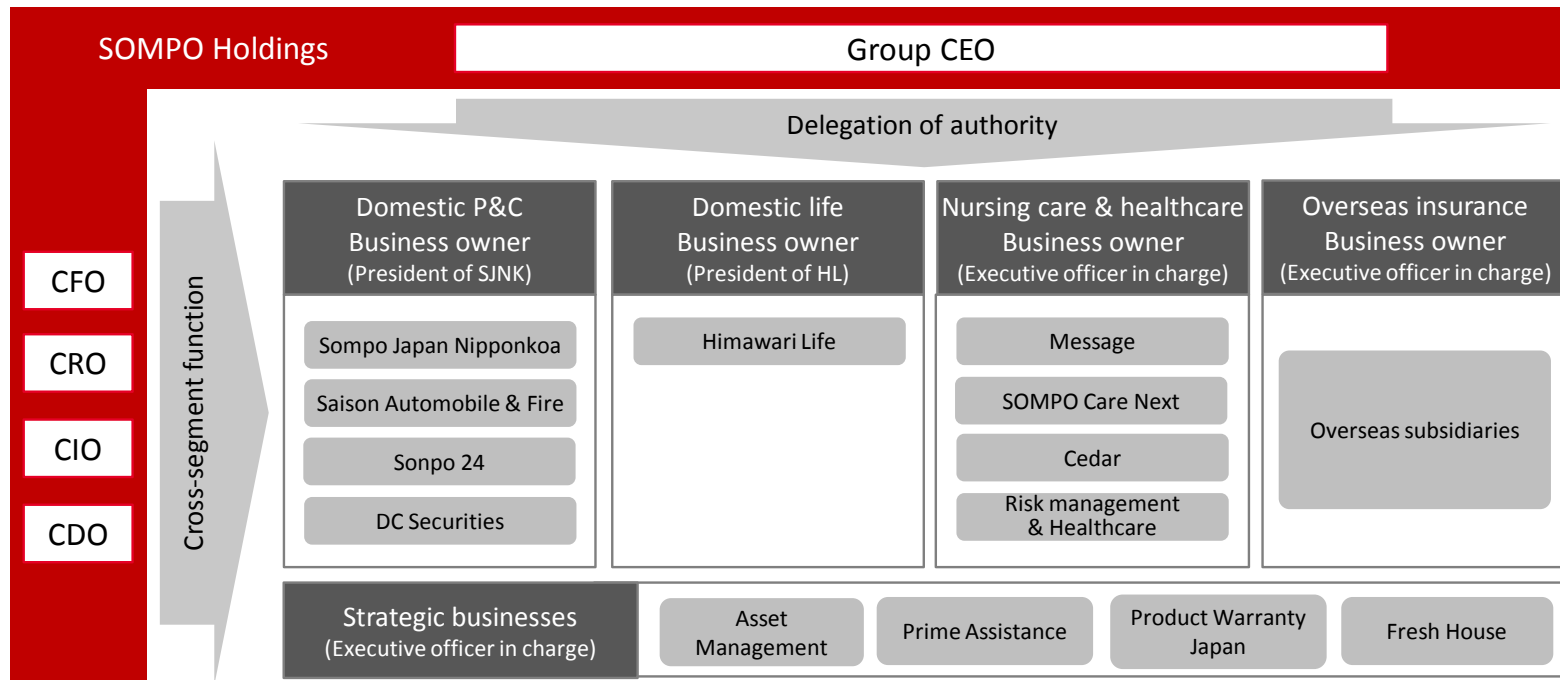 SOMPO Holdings
Group CEO
Delegation of authority
CFO
CRO
CIO
CDO
Cross-segment function
Domestic P&C
Business owner
(President of SJNK)
Sompo Japan Nipponkoa
Saison Automobile & Fire
Sonpo 24
DC Securities
Domestic life
Business owner
(President of HL)
Himawari Life
Nursing care & healthcare
Business owner
(Executive officer in charge)
Message
SOMPO Care Next
Cedar
Risk management
& Healthcare
Overseas insurance
Business owner
(Executive officer in charge)
Overseas subsidiaries
Strategic businesses
(Executive officer in charge)
Asset
Management
Prime Assistance
Product Warranty
Japan
Fresh House